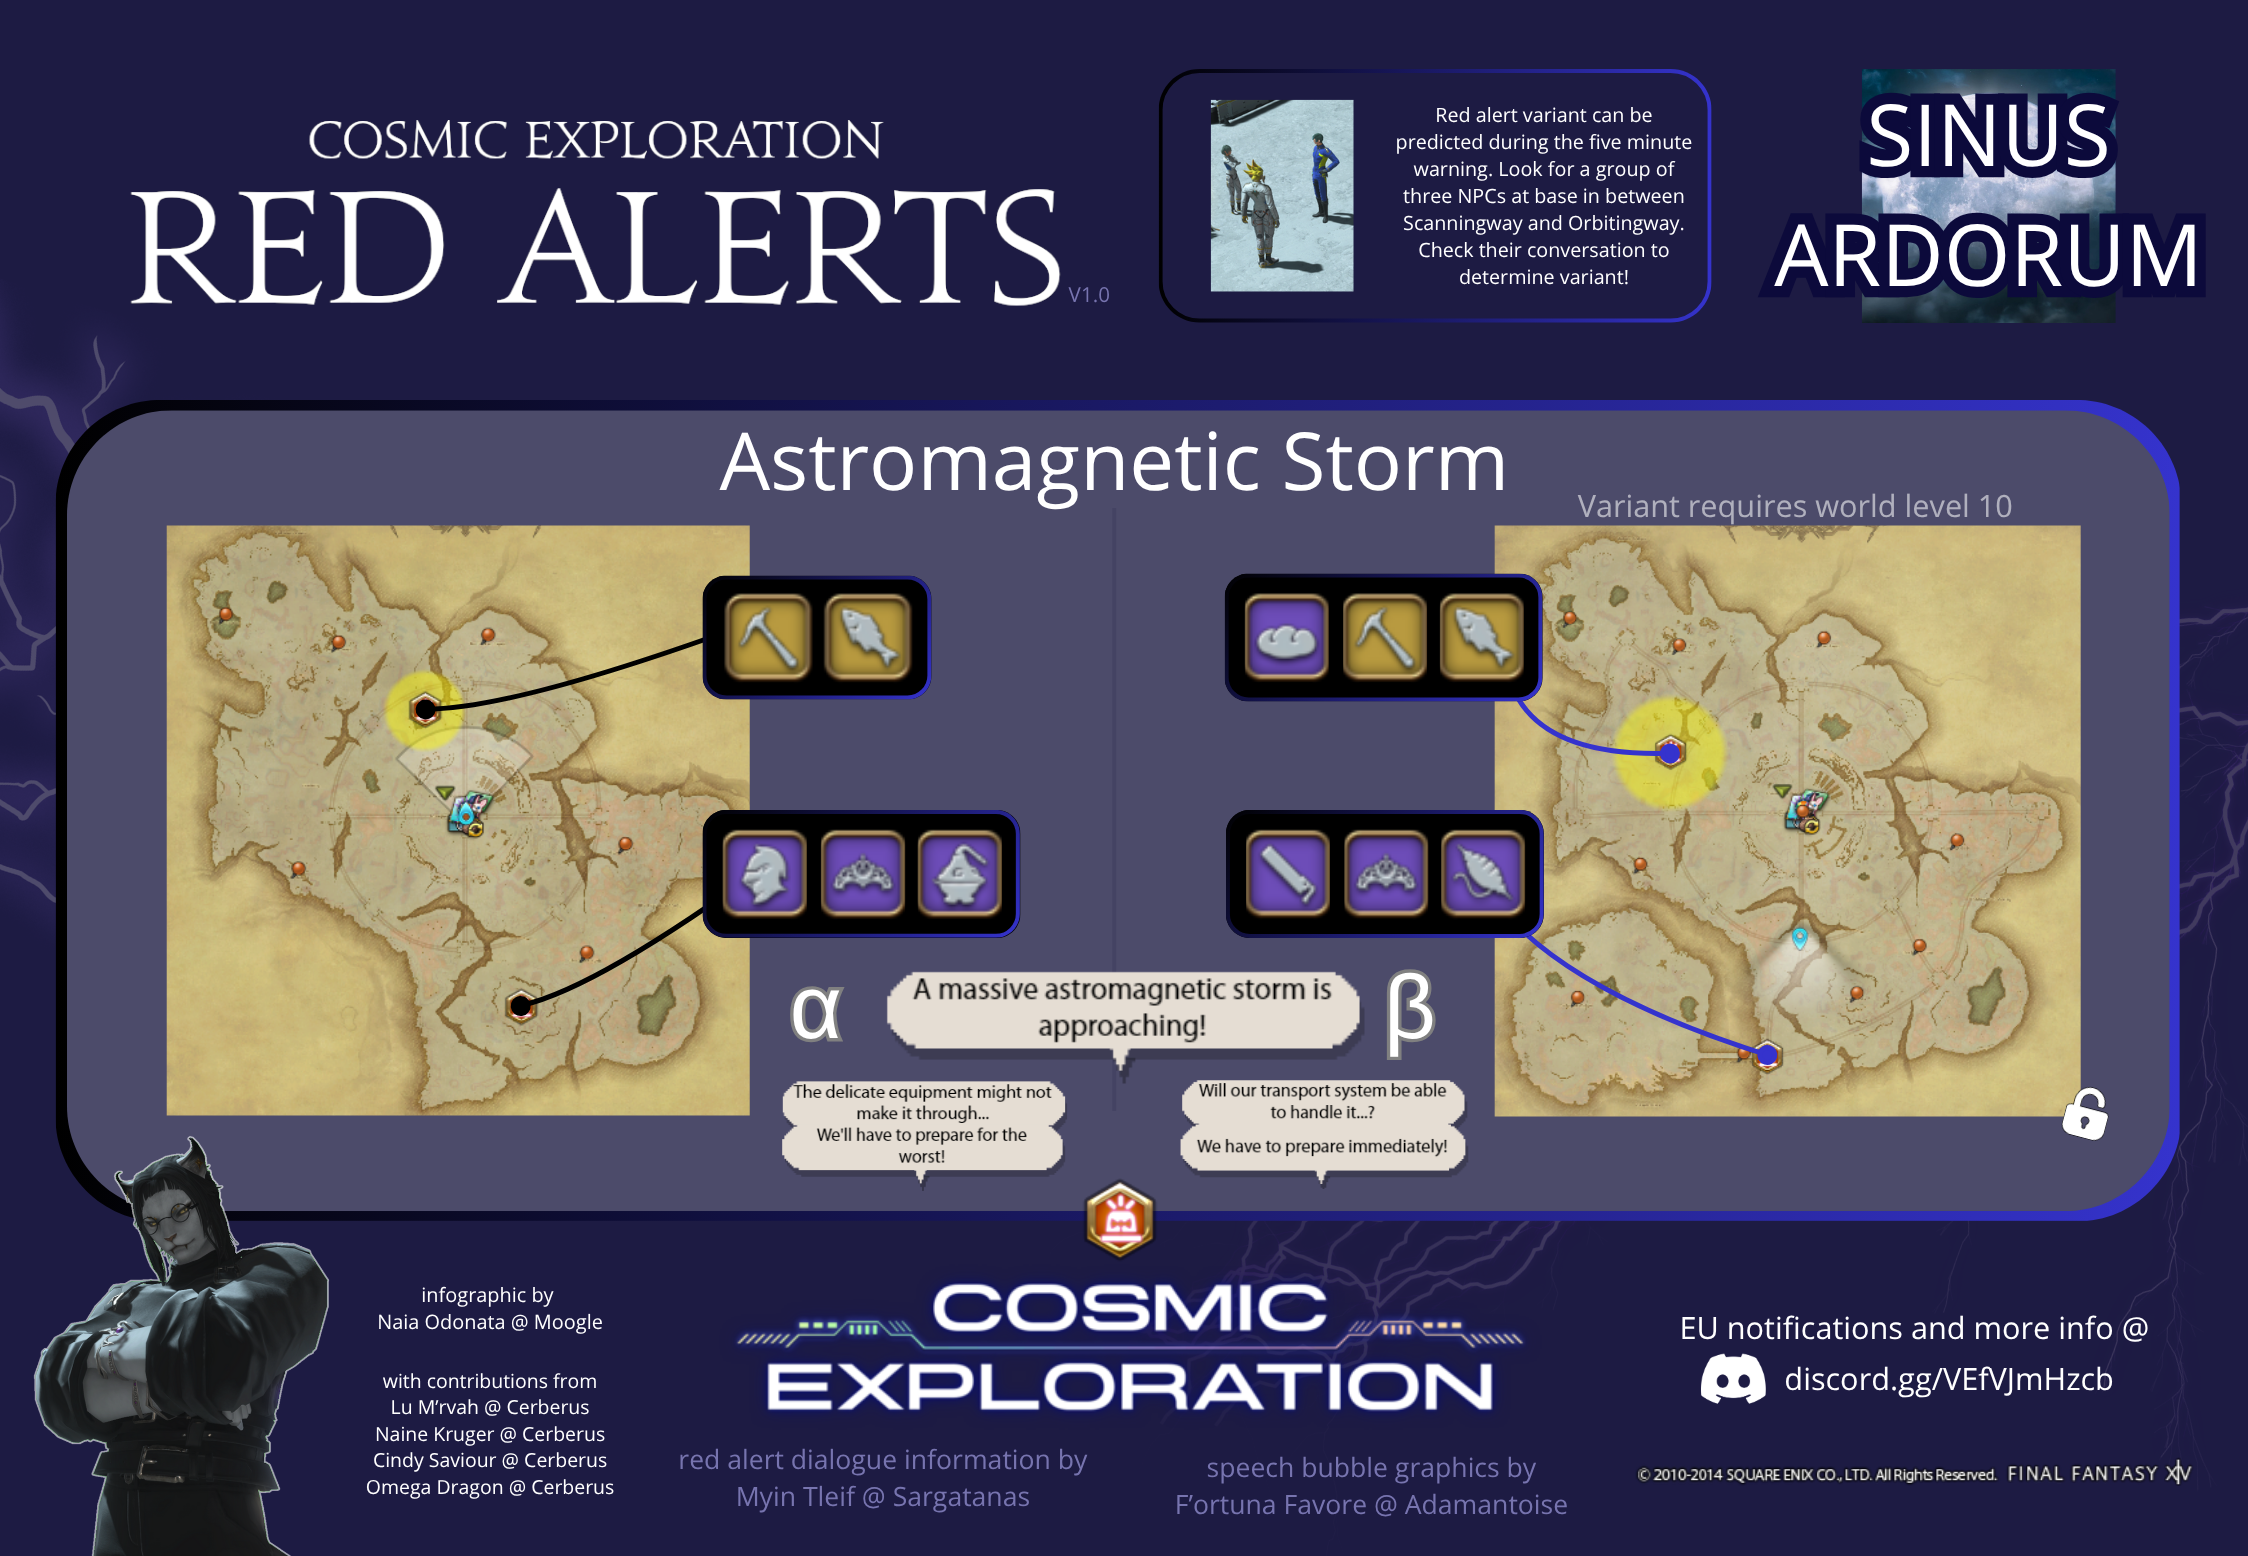 COSMIC EXPLORATION
RED ALERTS
V1.0
Red alert variant can be
predicted during the five minute
warning. Look for a group of
three NPCs at base in between
Scanningway and Orbitingway.
Check their conversation to
determine variant!
SINUS
ARDORUM
Astromagnetic Storm
Variant requires world level 10
α
A massive astromagnetic storm is
approaching!
β
The delicate equipment might not
make it through...
We'll have to prepare for the
worst!
Will our transport system be able
to handle it...?
We have to prepare immediately!
infographic by
Naia Odonata @ Moogle
with contributions from
Lu M'rvah @ Cerberus
Naine Kruger @ Cerberus
Cindy Saviour @ Cerberus
Omega Dragon @ Cerberus
COSMIC
EXPLORATION
red alert dialogue information by
Myin Tleif @ Sargatanas
speech bubble graphics by
F'ortuna Favore @ Adamantoise
EU notifications and more info @
discord.gg/VEfVJmHzcb
© 2010-2014 SQUARE ENIX CO., LTD. All Rights Reserved. FINAL FANTASY XIV